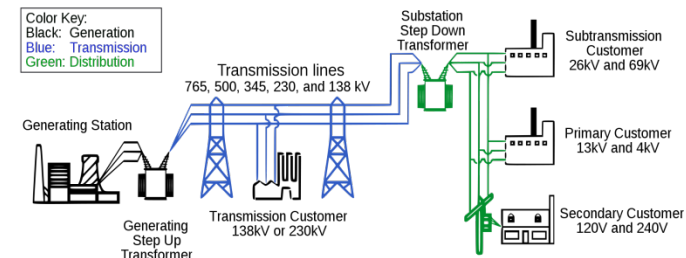 Color Key:
Black: Generation
Blue: Transmission
Green: Distribution
Substation
Step Down
Transformer
Subtransmission
Customer
26kV and 69kV
Transmission lines
765, 500, 345, 230, and 138 kV
Generating Station
Primary Customer
13kV and 4kV
Transmission Customer
138kV or 230kV
Secondary Customer
120V and 240V
Generating
Step Up
Transformer